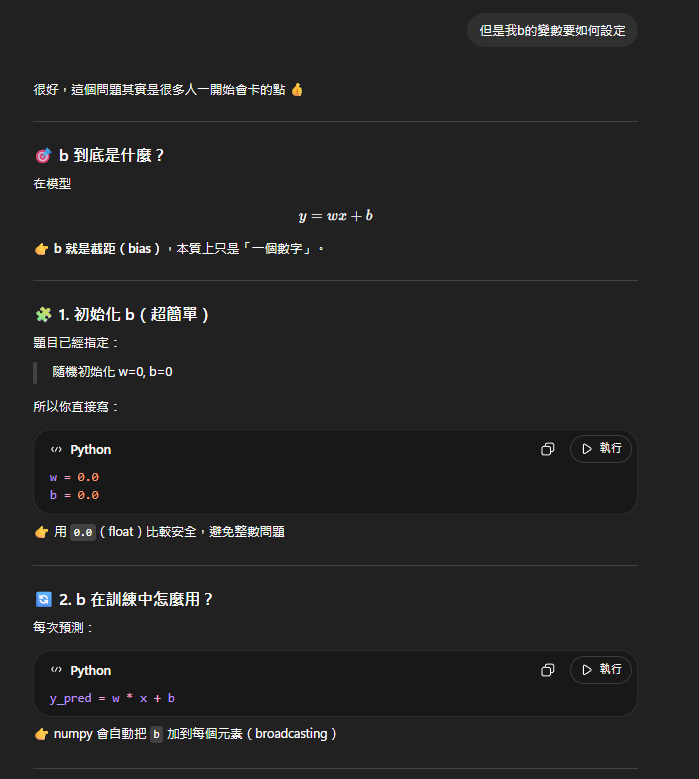 但是我b的變數要如何設定
很好，這個問題其實是很多人一開始會卡的點 👍
🎯 b 到底是什麼？
在模型
y = wx + b
👉 b 就是截距（bias），本質上只是「一個數字」。
🧩 1. 初始化 b（超簡單）
題目已經指定：
隨機初始化 w=0, b=0
所以你直接寫：
Python
執行
w = 0.0
b = 0.0
👉 用 0.0（float）比較安全，避免整數問題
🔄 2. b 在訓練中怎麼用？
每次預測：
Python
執行
y_pred = w * x + b
👉 numpy 會自動把 b 加到每個元素（broadcasting）